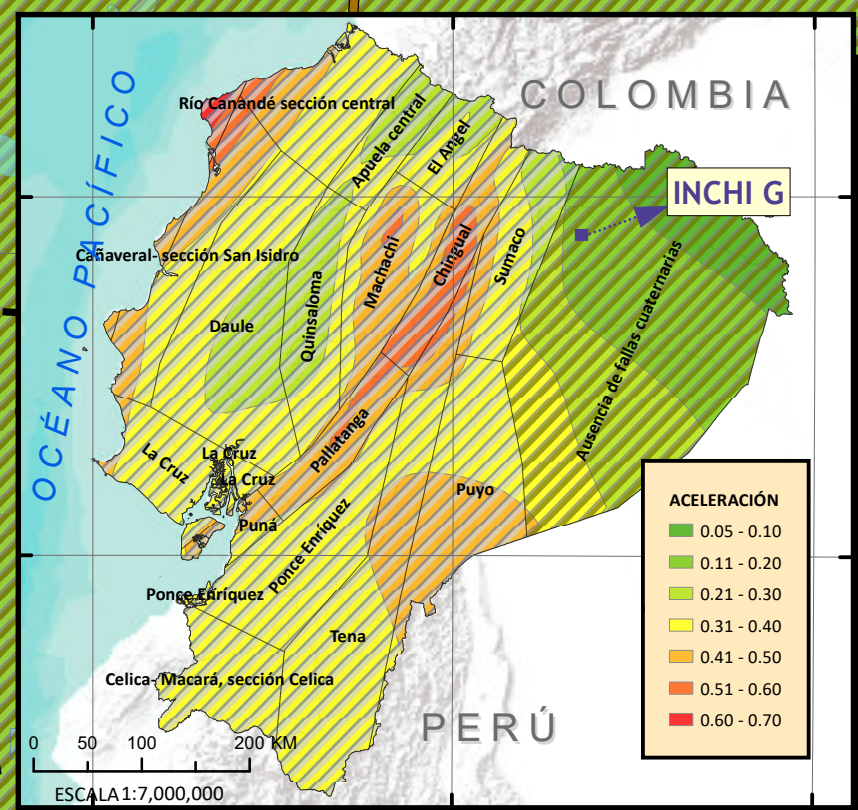 COLOMBIA
OCÉANO PACÍFICO
Río Canandé sección central
Apuela central
El Angel
INCHI G
Cañaveral- sección San Isidro
Machachi
Chingual
Sumaco
Daule
Quinsaloma
Ausencia de fallas cuaternarias
Pallatanga
La Cruz
La Cruz
La Cruz
Puyo
Puná
Ponce Enríquez
Ponce Enríquez
Tena
Celica- Macará, sección Celica
PERÚ
ACELERACIÓN
0.05 - 0.10
0.11 - 0.20
0.21 - 0.30
0.31 - 0.40
0.41 - 0.50
0.51 - 0.60
0.60 - 0.70
0 50 100 200 KM
ESCALA 1:7,000,000